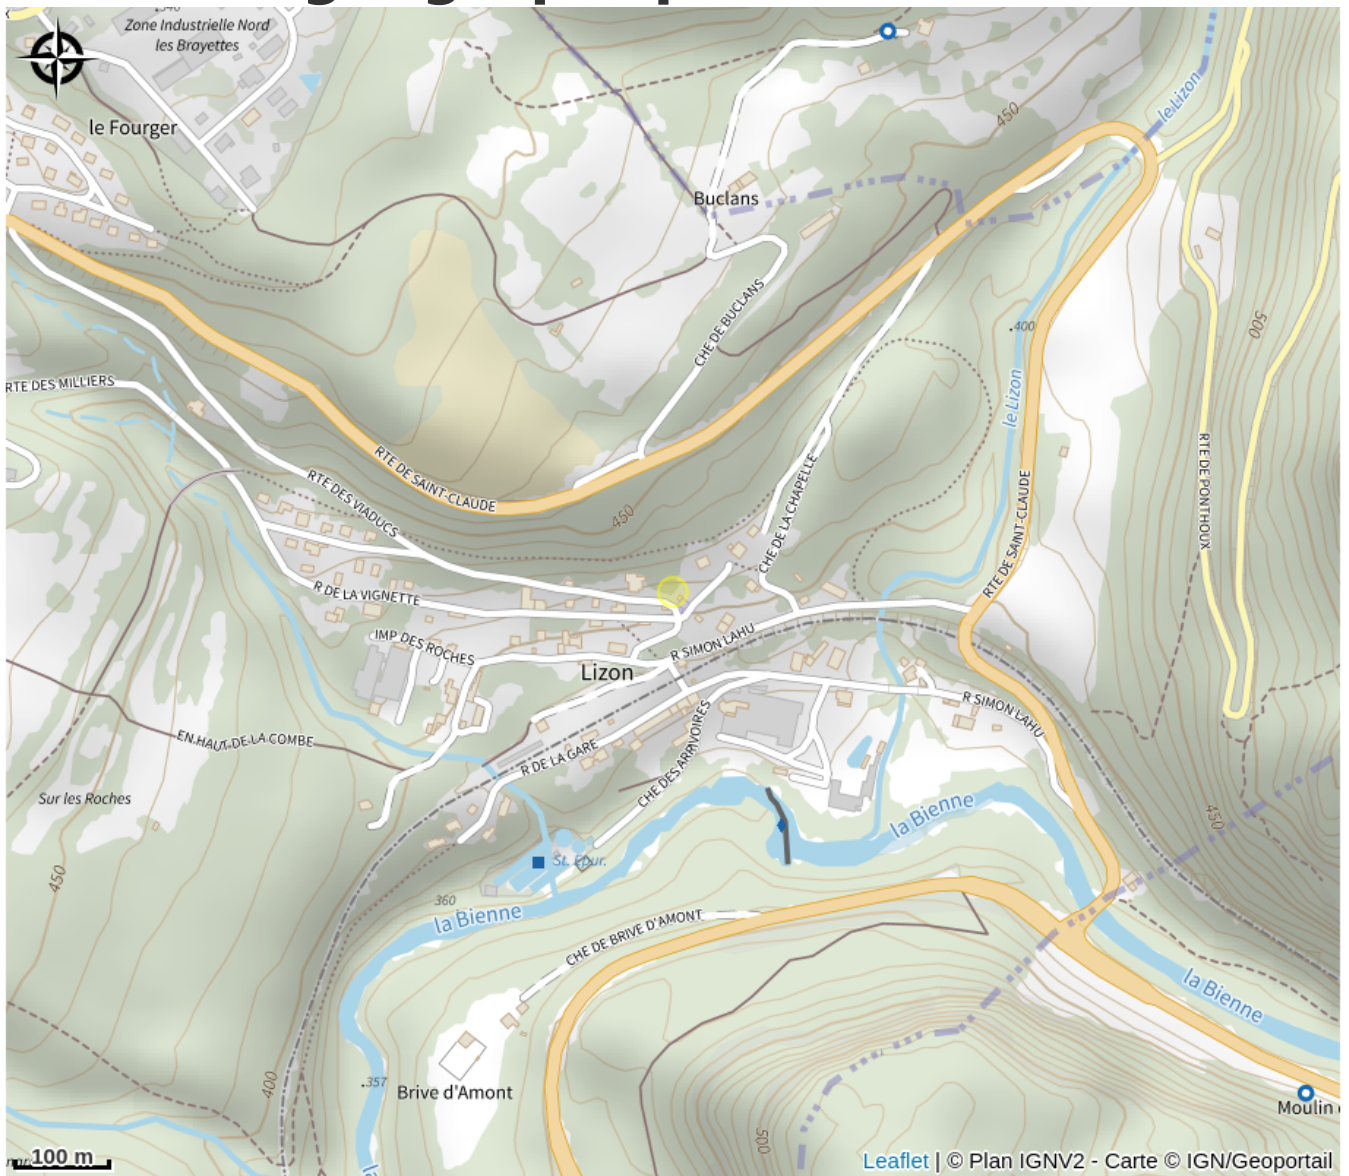 Zone Industrielle Nord
les Brayettes
le Fourger
le Lizon
450
Buclans
CHE DE BUCLANS
.400
500
RTE DES MILLIERS
le Lizon
RTE DE SAINT-CLAUDE
RTE DES VIADUCS
450
CHE DE LA CHAPELLE
RTE DE PONTHOUX
RTE DE SAINT-CLAUDE
R DE LA VIGNETTE
IMP DES ROCHES
R SIMON LAHU
Lizon
R SIMON LAHU
EN HAUT DE LA COMBE
R DE LA GARE
CHE DES ARRIVOIRES
Sur les Roches
la Bienne
450
450
St. Epur.
360
la Bienne
CHE DE BRIVE D'AMONT
la Bienne
400
.357
Brive d'Amont
Moulin
500
100 m
Leaflet | © Plan IGNV2 - Carte © IGN/Geoportail